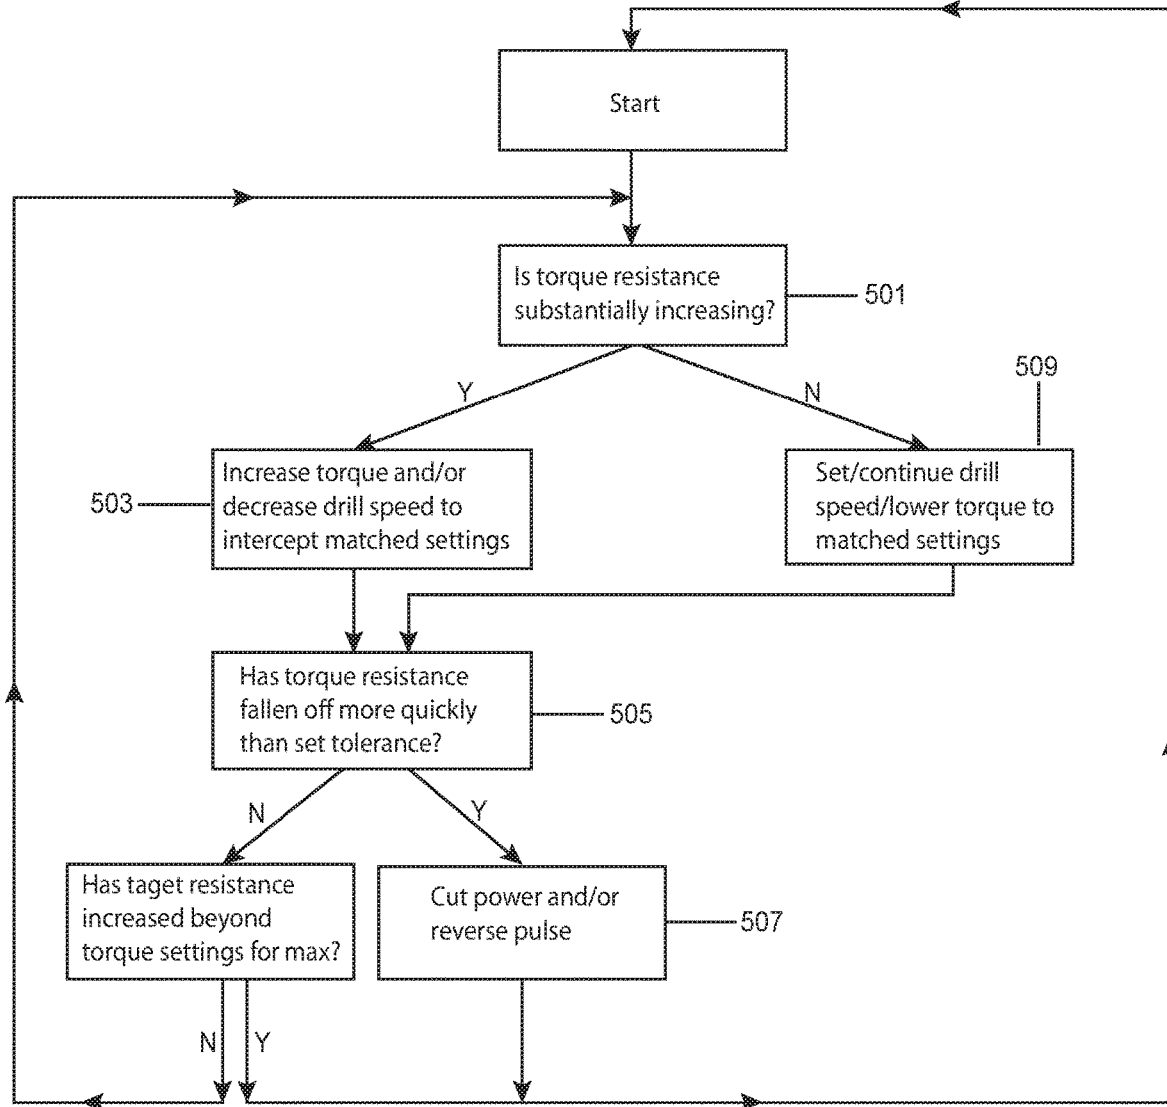 Start
Is torque resistance
substantially increasing?
501
Y
N
509
Increase torque and/or
decrease drill speed to
intercept matched settings
503
Set/continue drill
speed/lower torque to
matched settings
Has torque resistance
fallen off more quickly
than set tolerance?
505
N
Y
Has taget resistance
increased beyond
torque settings for max?
Cut power and/or
reverse pulse
507
N
Y